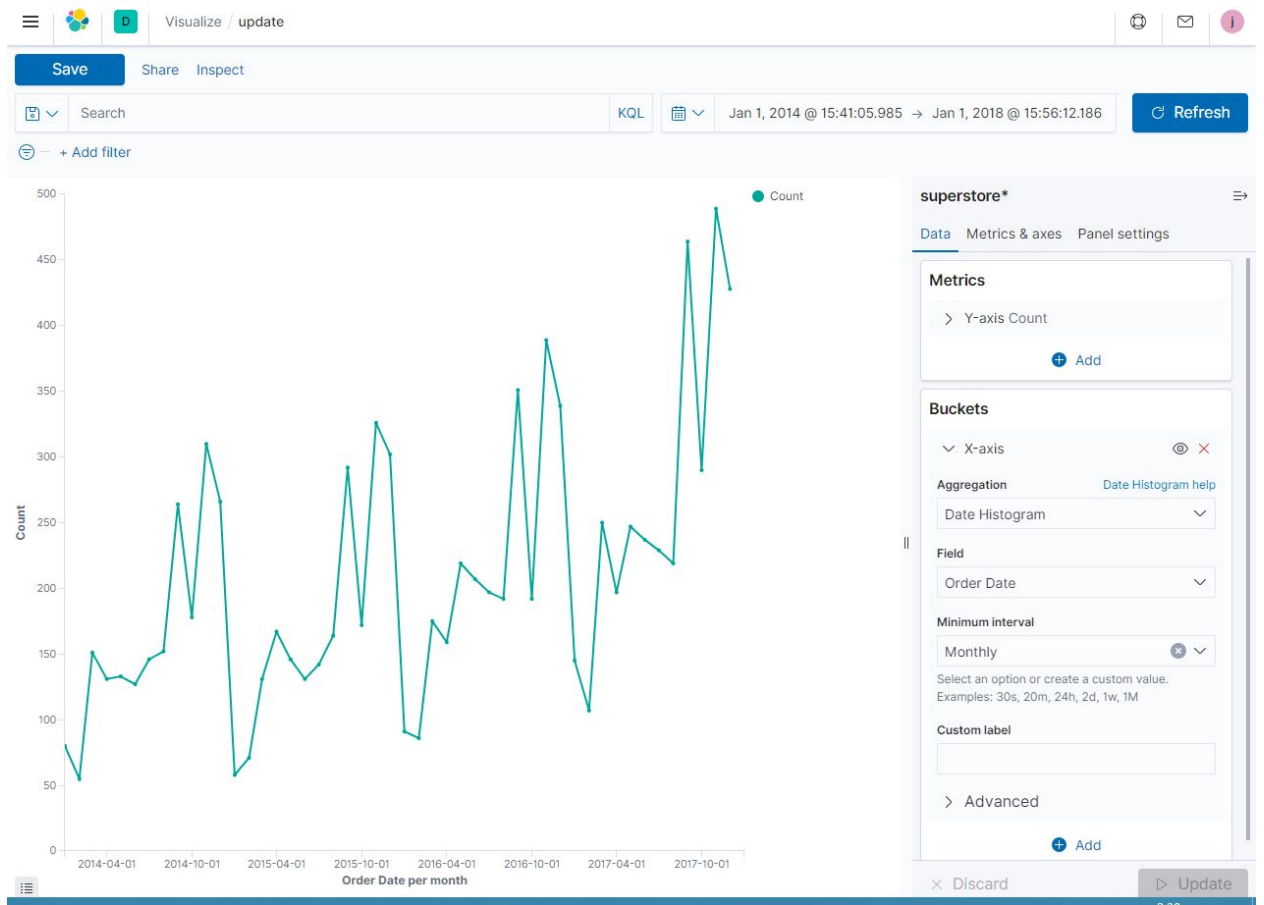 D Visualize / update j
Save Share Inspect
Search KQL Jan 1, 2014 @ 15:41:05.985 → Jan 1, 2018 @ 15:56:12.186 Refresh
+ Add filter
500
450
400
350
300
250
200
150
100
50
0
Count
2014-04-01 2014-10-01 2015-04-01 2015-10-01 2016-04-01 2016-10-01 2017-04-01 2017-10-01
Order Date per month
Count
superstore*
Data Metrics & axes Panel settings
Metrics
Y-axis Count
Add
Buckets
X-axis
Aggregation Date Histogram help
Date Histogram
Field
Order Date
Minimum interval
Monthly
Select an option or create a custom value.
Examples: 30s, 20m, 24h, 2d, 1w, 1M
Custom label
Advanced
Add
Discard Update